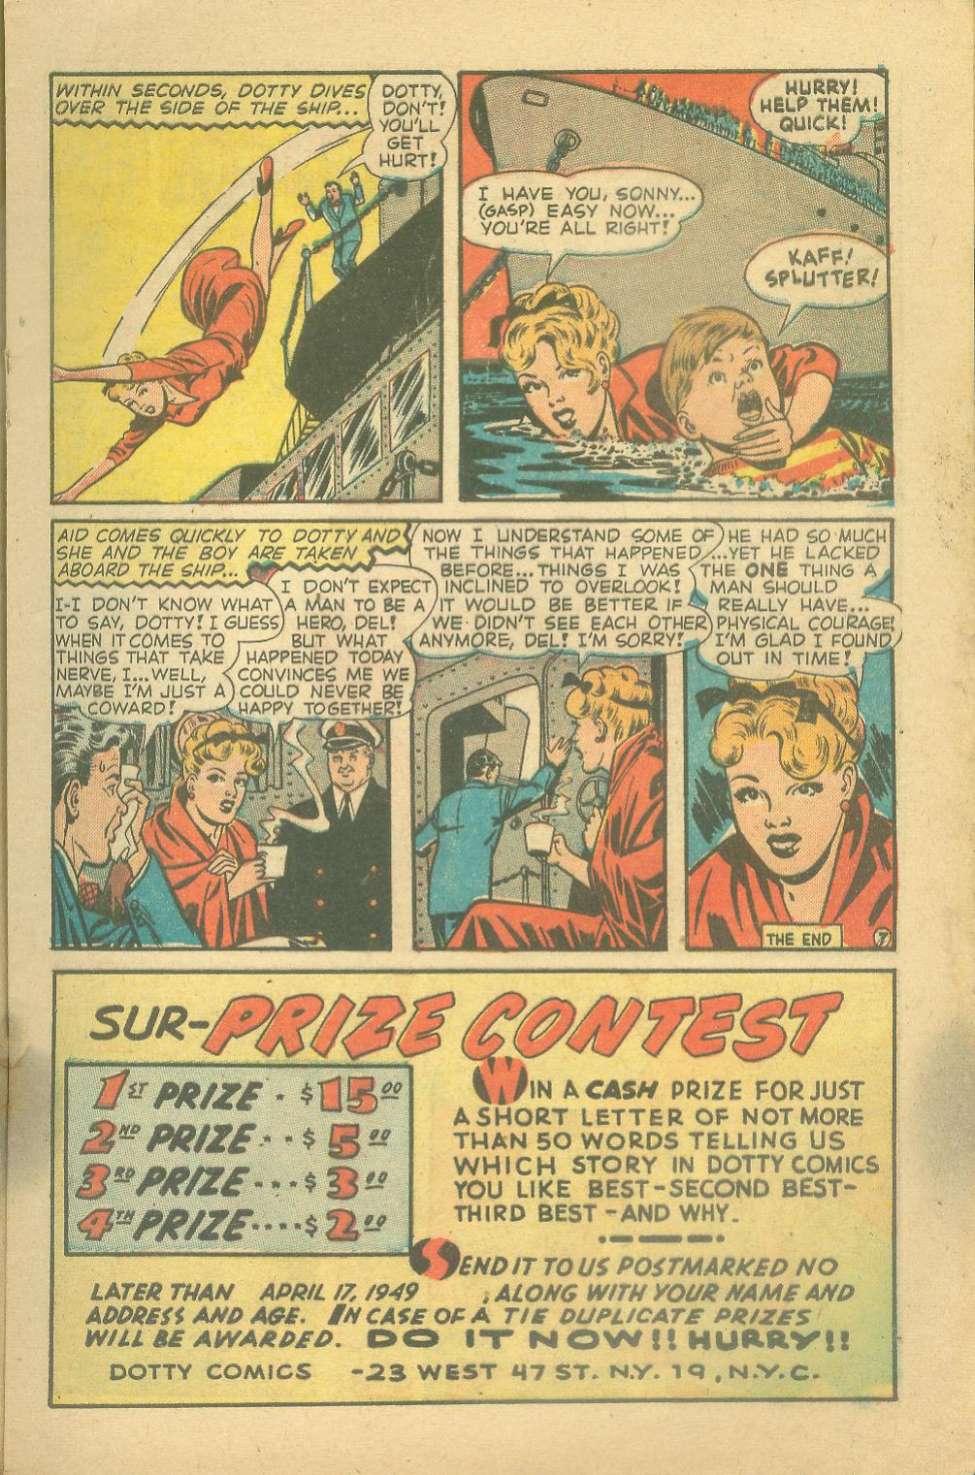 WITHIN SECONDS, DOTTY DIVES
OVER THE SIDE OF THE SHIP...
DOTTY,
DON'T!
YOU'LL
GET
HURT!
HURRY!
HELP THEM!
QUICK!
I HAVE YOU, SONNY...
(GASP) EASY NOW...
YOU'RE ALL RIGHT!
KAFF!
SPLUTTER!
AID COMES QUICKLY TO DOTTY AND
SHE AND THE BOY ARE TAKEN
ABOARD THE SHIP...
I-I DON'T KNOW WHAT
TO SAY, DOTTY! I GUESS
WHEN IT COMES TO
THINGS THAT TAKE
NERVE, I...WELL,
MAYBE I'M JUST A
COWARD!
I DON'T EXPECT
A MAN TO BE A
HERO, DEL!
BUT WHAT
HAPPENED TODAY
CONVINCES ME WE
COULD NEVER BE
HAPPY TOGETHER!
NOW I UNDERSTAND SOME OF
THE THINGS THAT HAPPENED
BEFORE...THINGS I WAS
INCLINED TO OVERLOOK!
IT WOULD BE BETTER IF
WE DIDN'T SEE EACH OTHER
ANYMORE, DEL! I'M SORRY!
HE HAD SO MUCH
...YET HE LACKED
THE ONE THING A
MAN SHOULD
REALLY HAVE...
PHYSICAL COURAGE!
I'M GLAD I FOUND
OUT IN TIME!
THE END
7
SUR-PRIZE CONTEST
1ST PRIZE · $15.00
2ND PRIZE · · $5.00
3RD PRIZE · · · $3.00
4TH PRIZE · · · · $2.00
WIN A CASH PRIZE FOR JUST
A SHORT LETTER OF NOT MORE
THAN 50 WORDS TELLING US
WHICH STORY IN DOTTY COMICS
YOU LIKE BEST-SECOND BEST-
THIRD BEST-AND WHY.
SEND IT TO US POSTMARKED NO
LATER THAN APRIL 17, 1949, ALONG WITH YOUR NAME AND
ADDRESS AND AGE. IN CASE OF A TIE DUPLICATE PRIZES
WILL BE AWARDED. DO IT NOW!! HURRY!!
DOTTY COMICS -23 WEST 47 ST. N.Y. 19, N.Y.C.